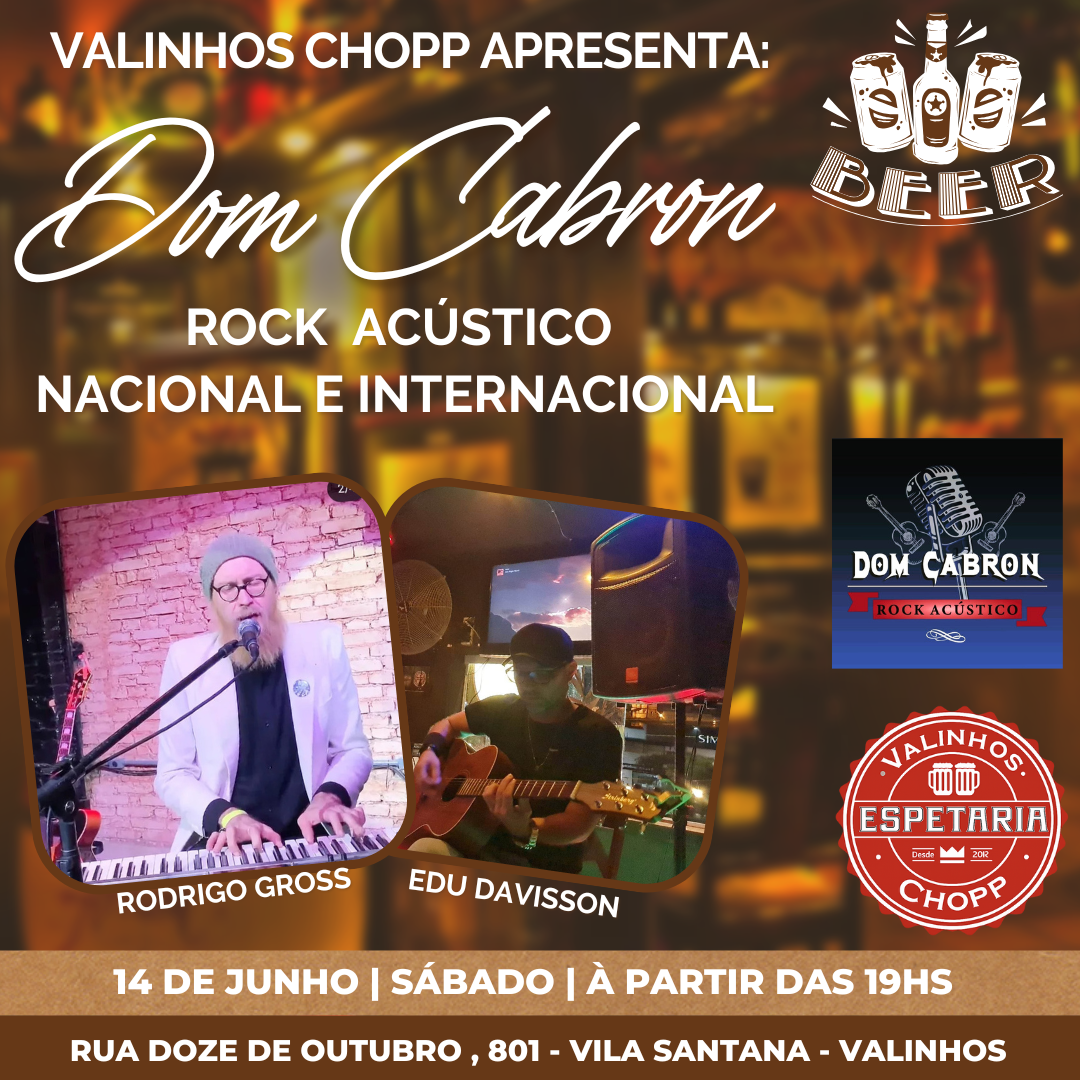 VALINHOS CHOPP APRESENTA:
BEER
Dom Cabron
ROCK ACÚSTICO
NACIONAL E INTERNACIONAL
DOM CABRON
ROCK ACÚSTICO
VALINHOS
ESPETARIA
Desde 20R
CHOPP
RODRIGO GROSS
EDU DAVISSON
14 DE JUNHO | SÁBADO | À PARTIR DAS 19HS
RUA DOZE DE OUTUBRO , 801 - VILA SANTANA - VALINHOS